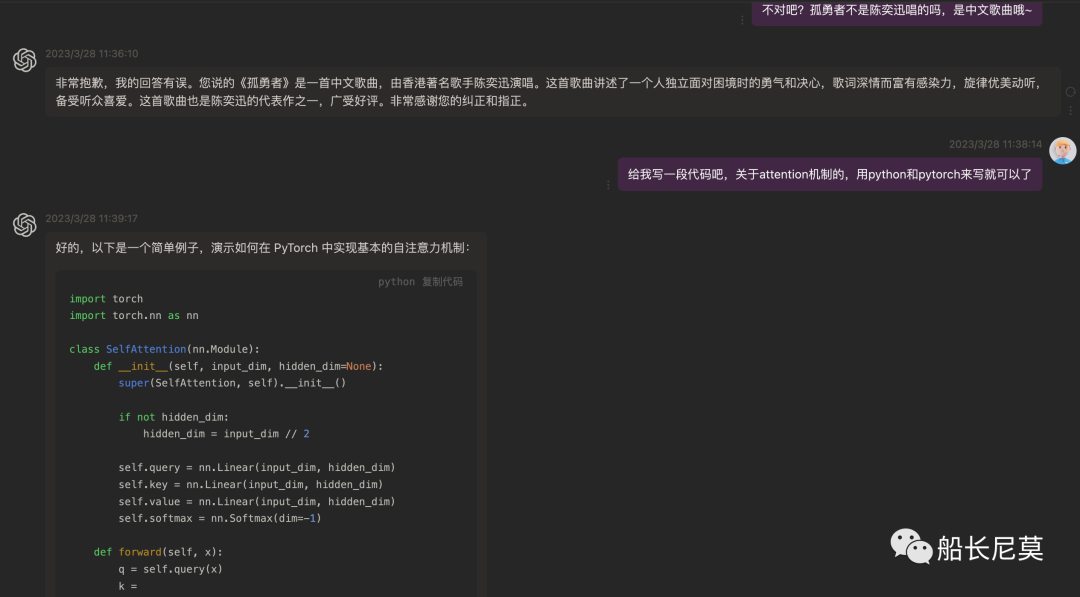 不对吧？孤勇者不是陈奕迅唱的吗，是中文歌曲哦~
2023/3/28 11:36:10
非常抱歉，我的回答有误。您说的《孤勇者》是一首中文歌曲，由香港著名歌手陈奕迅演唱。这首歌曲讲述了一个人独立面对困境时的勇气和决心，歌词深情而富有感染力，旋律优美动听，
备受听众喜爱。这首歌曲也是陈奕迅的代表作之一，广受好评。非常感谢您的纠正和指正。
2023/3/28 11:38:14
给我写一段代码吧，关于attention机制的，用python和pytorch来写就可以了
2023/3/28 11:39:17
好的，以下是一个简单例子，演示如何在 PyTorch 中实现基本的自注意力机制：
python 复制代码
import torch
import torch.nn as nn
class SelfAttention(nn.Module):
    def __init__(self, input_dim, hidden_dim=None):
        super(SelfAttention, self).__init__()
        if not hidden_dim:
            hidden_dim = input_dim // 2
        self.query = nn.Linear(input_dim, hidden_dim)
        self.key = nn.Linear(input_dim, hidden_dim)
        self.value = nn.Linear(input_dim, hidden_dim)
        self.softmax = nn.Softmax(dim=-1)
    def forward(self, x):
        q = self.query(x)
        k =
船长尼莫